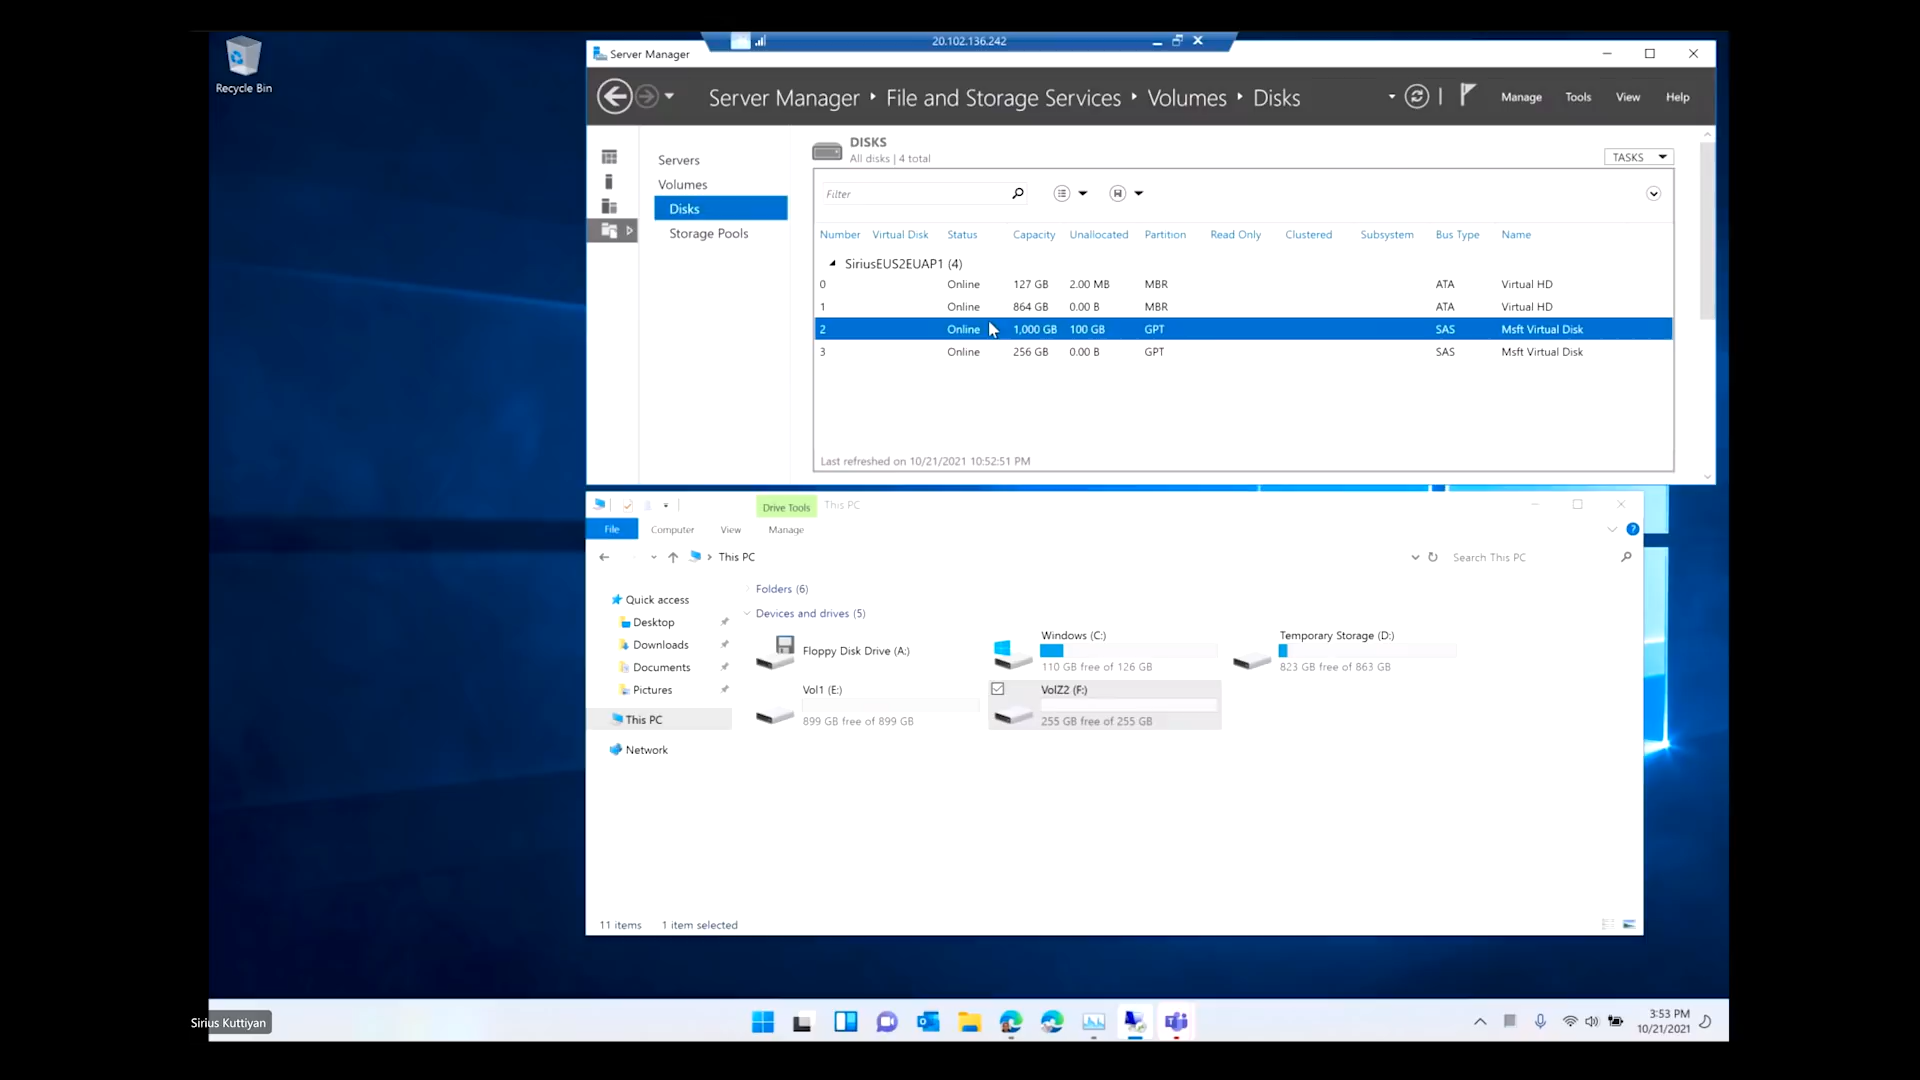 Recycle Bin
20.102.136.242
Server Manager
Server Manager ‣ File and Storage Services ‣ Volumes ‣ Disks
Manage Tools View Help
Servers
Volumes
Disks
Storage Pools
DISKS
All disks | 4 total
TASKS
Filter
Number Virtual Disk Status Capacity Unallocated Partition Read Only Clustered Subsystem Bus Type Name
SiriusEUS2EUAP1 (4)
0 Online 127 GB 2.00 MB MBR ATA Virtual HD
1 Online 864 GB 0.00 B MBR ATA Virtual HD
2 Online 1,000 GB 100 GB GPT SAS Msft Virtual Disk
3 Online 256 GB 0.00 B GPT SAS Msft Virtual Disk
Last refreshed on 10/21/2021 10:52:51 PM
Drive Tools This PC
File Computer View Manage
This PC
Search This PC
Quick access
Desktop
Downloads
Documents
Pictures
This PC
Network
Folders (6)
Devices and drives (5)
Floppy Disk Drive (A:)
Windows (C:)
110 GB free of 126 GB
Temporary Storage (D:)
823 GB free of 863 GB
Vol1 (E:)
899 GB free of 899 GB
VolZ2 (F:)
255 GB free of 255 GB
11 items 1 item selected
Sirius Kuttiyan
3:53 PM
10/21/2021